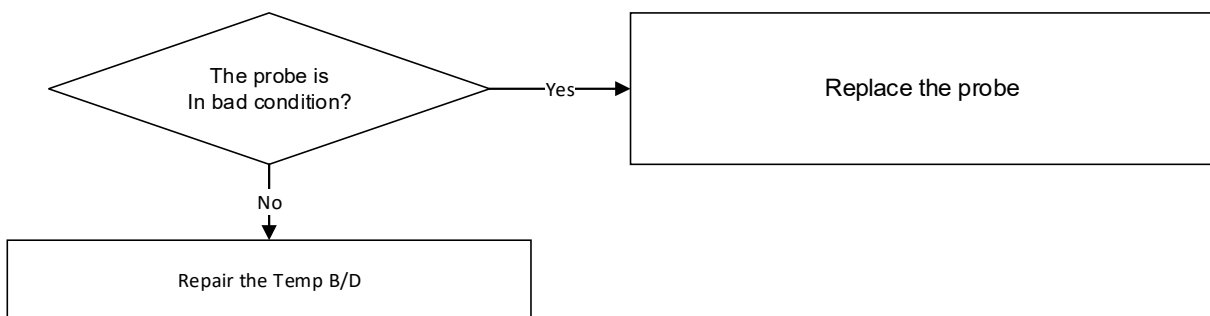 The probe is
In bad condition?
Yes
Replace the probe
No
Repair the Temp B/D